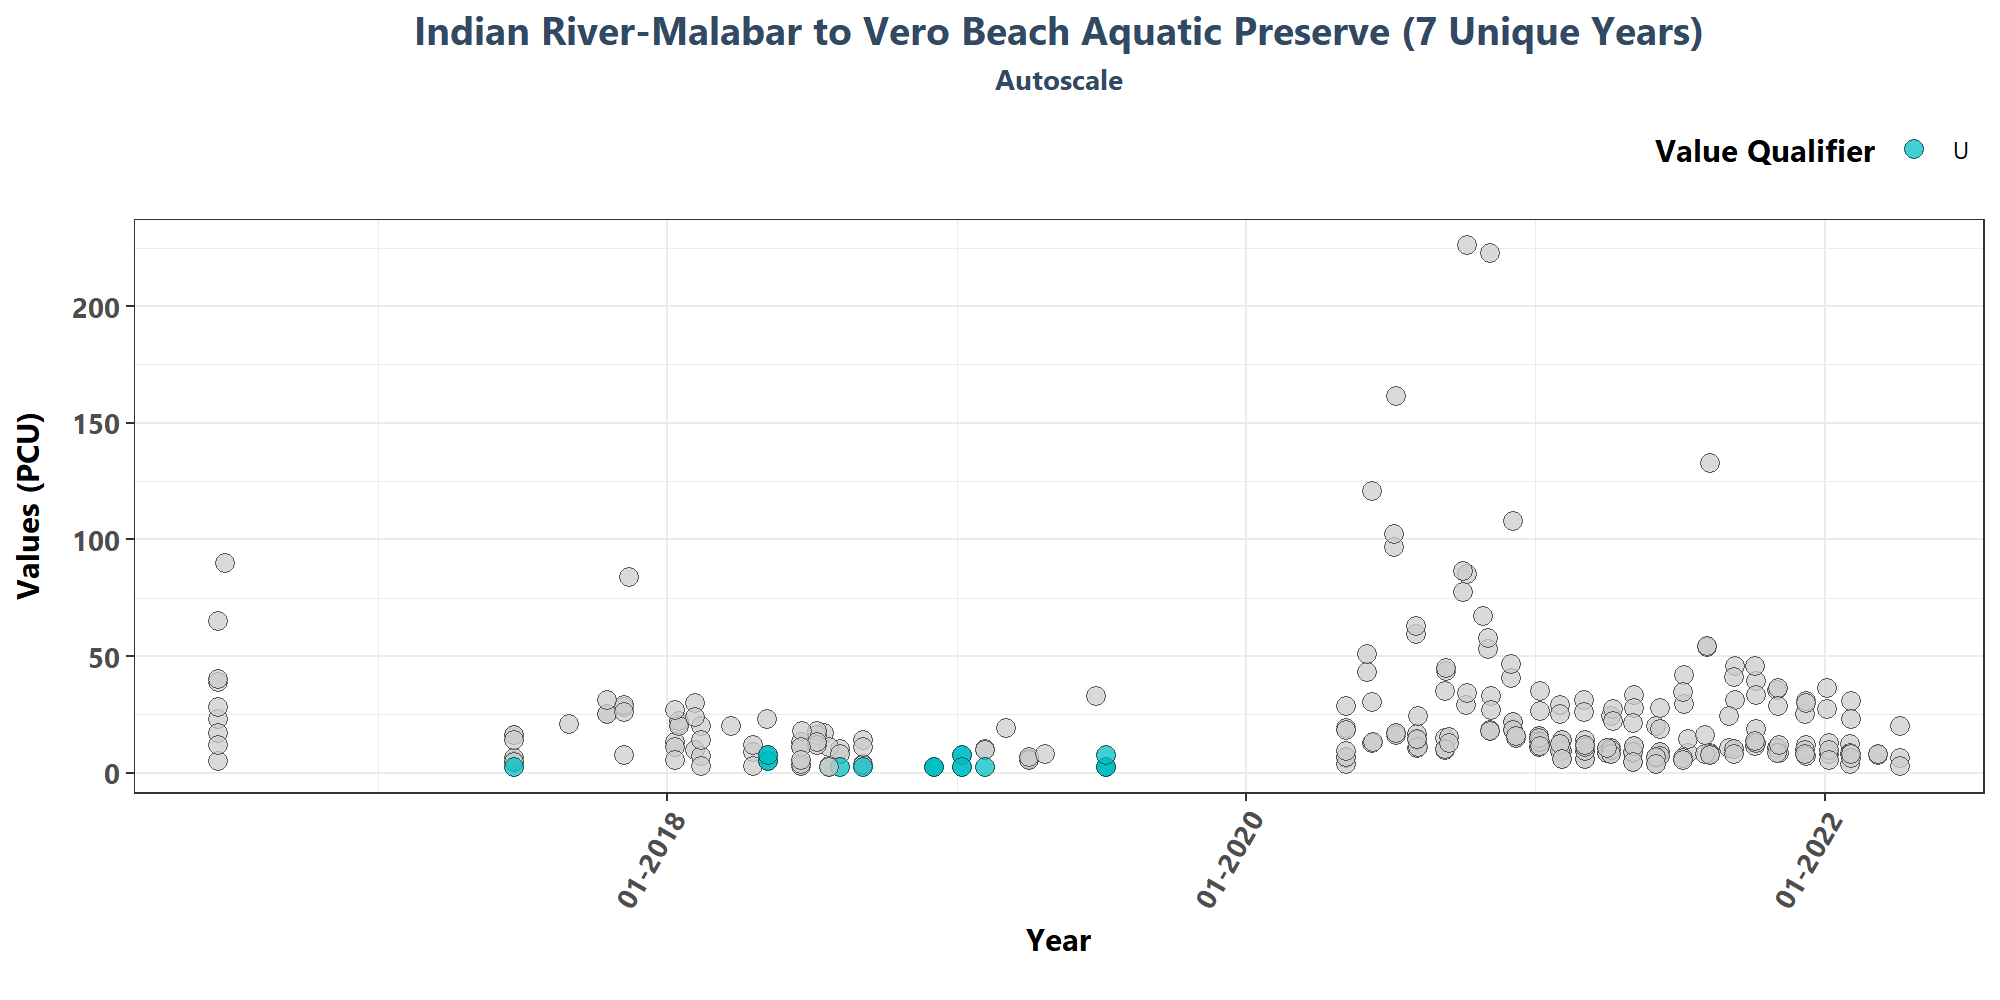 Indian River-Malabar to Vero Beach Aquatic Preserve (7 Unique Years)
Autoscale
Value Qualifier U
Values (PCU)
200
150
100
50
0
01-2018
01-2020
01-2022
Year